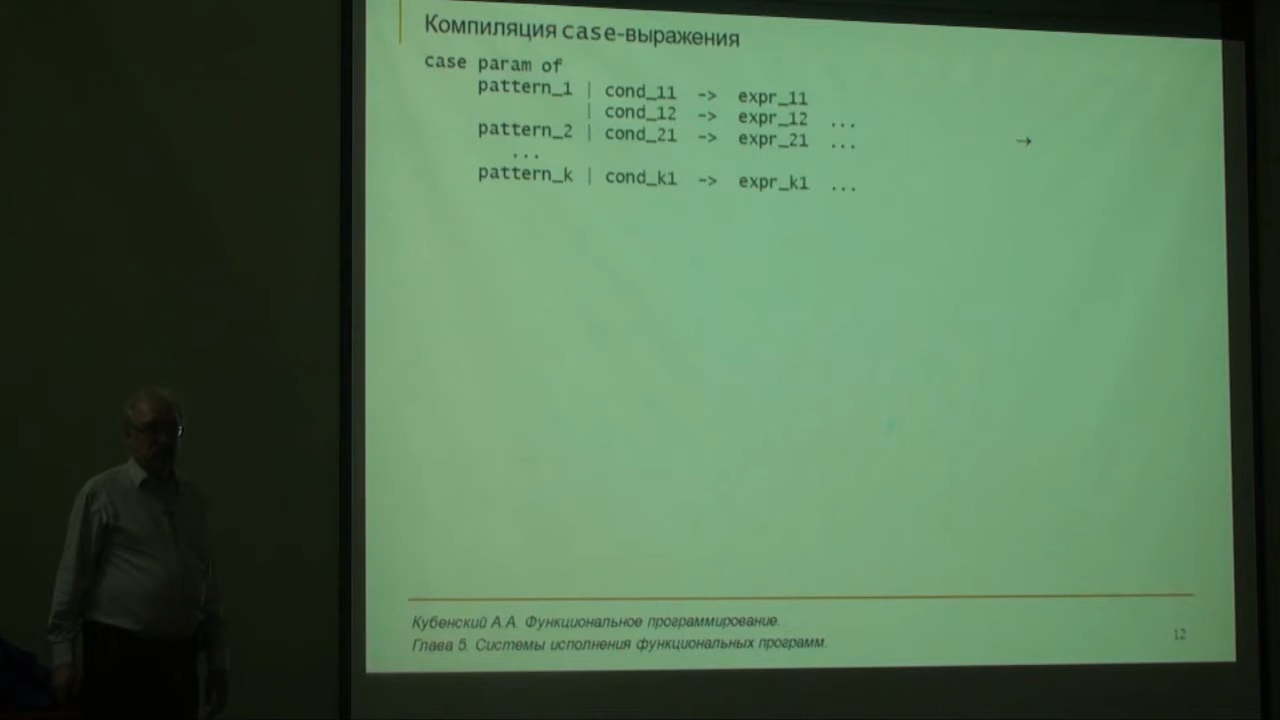 Компиляция case-выражения
case param of
pattern_1 | cond_11 -> expr_11
| cond_12 -> expr_12 ...
pattern_2 | cond_21 -> expr_21 ...
→
...
pattern_k | cond_k1 -> expr_k1 ...
Кубенский А.А. Функциональное программирование.
Глава 5. Системы исполнения функциональных программ.
12